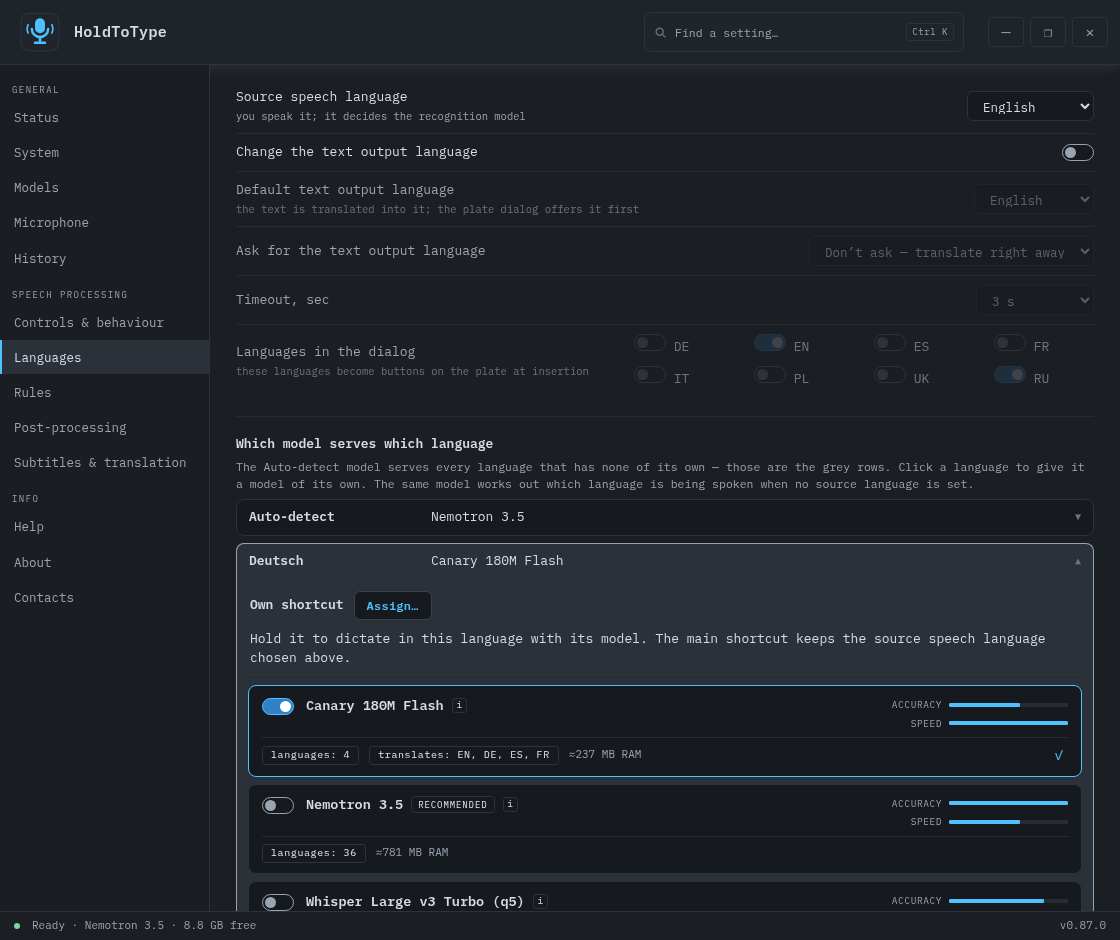 HoldToType
Find a setting…
Ctrl K
GENERAL
Status
System
Models
Microphone
History
SPEECH PROCESSING
Controls & behaviour
Languages
Rules
Post-processing
Subtitles & translation
INFO
Help
About
Contacts
Source speech language
you speak it; it decides the recognition model
English
Change the text output language
Default text output language
the text is translated into it; the plate dialog offers it first
English
Ask for the text output language
Don't ask — translate right away
Timeout, sec
3 s
Languages in the dialog
these languages become buttons on the plate at insertion
DE EN ES FR
IT PL UK RU
Which model serves which language
The Auto-detect model serves every language that has none of its own — those are the grey rows. Click a language to give it
a model of its own. The same model works out which language is being spoken when no source language is set.
Auto-detect Nemotron 3.5
Deutsch Canary 180M Flash
Own shortcut Assign…
Hold it to dictate in this language with its model. The main shortcut keeps the source speech language
chosen above.
Canary 180M Flash i
ACCURACY
SPEED
languages: 4 translates: EN, DE, ES, FR ≈237 MB RAM
Nemotron 3.5 RECOMMENDED i
ACCURACY
SPEED
languages: 36 ≈781 MB RAM
Whisper Large v3 Turbo (q5) i
ACCURACY
Ready · Nemotron 3.5 · 8.8 GB free
v0.87.0